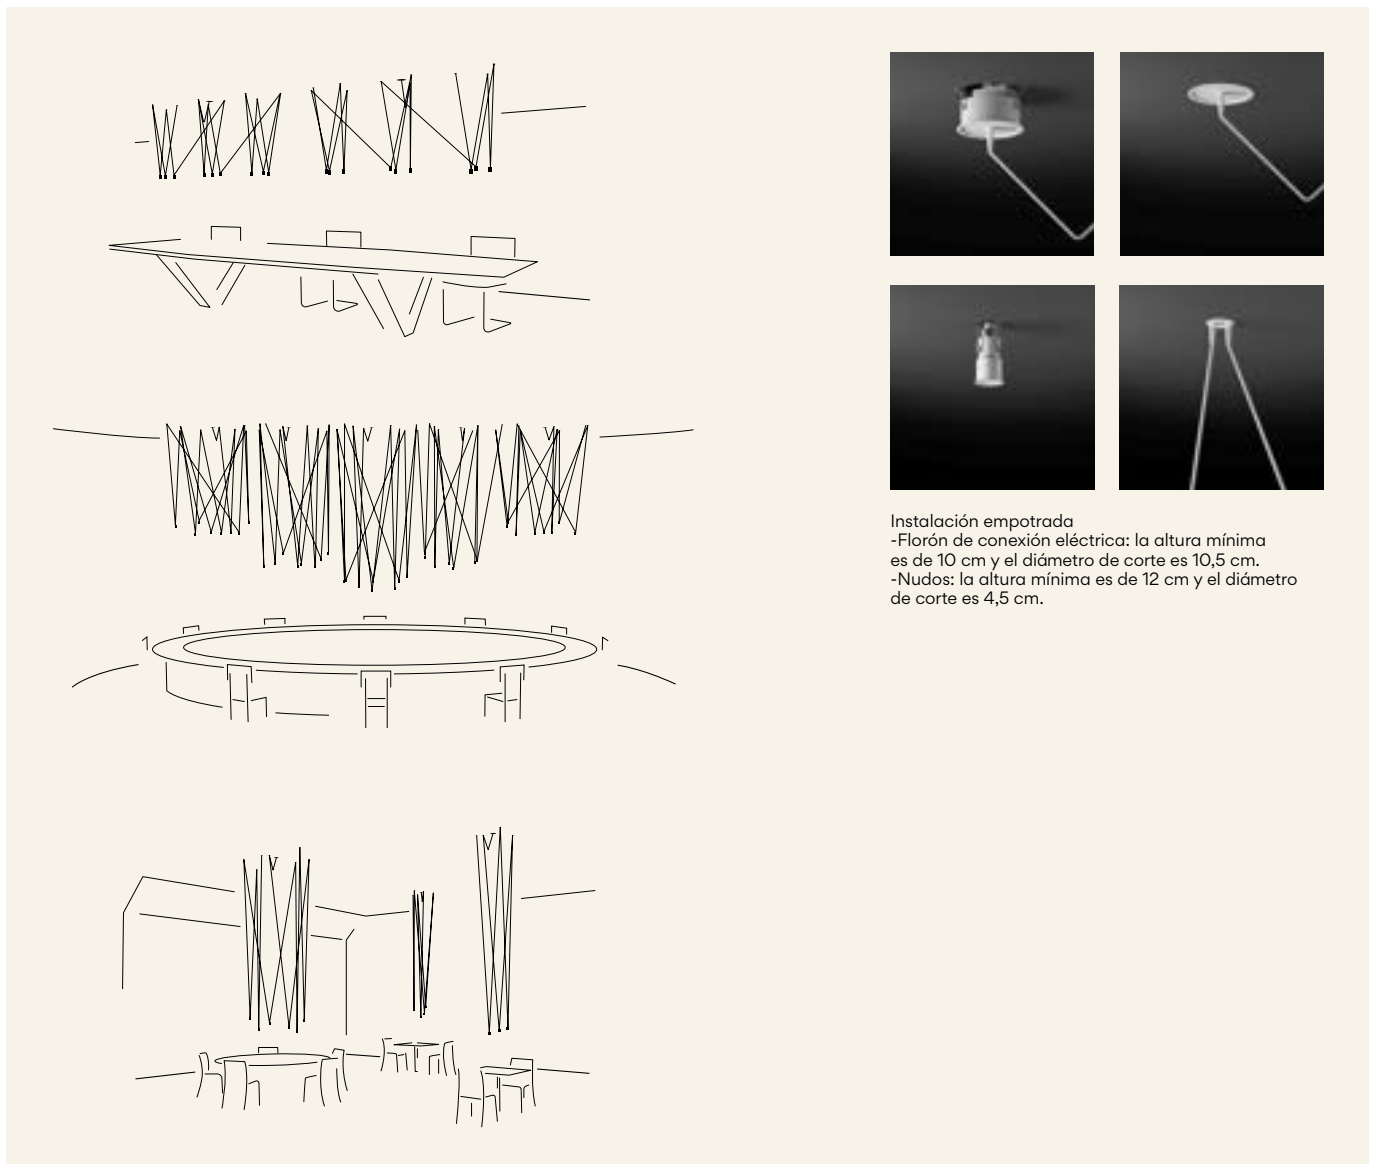 Instalación empotrada
-Florón de conexión eléctrica: la altura mínima
es de 10 cm y el diámetro de corte es 10,5 cm.
-Nudos: la altura mínima es de 12 cm y el diámetro
de corte es 4,5 cm.